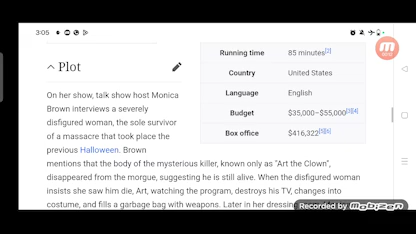 3:05
Running time 85 minutes[2]
Country United States
Language English
Budget $35,000–$55,000[3][4]
Box office $416,322[5][6]
Plot
On her show, talk show host Monica
Brown interviews a severely
disfigured woman, the sole survivor
of a massacre that took place the
previous Halloween. Brown
mentions that the body of the mysterious killer, known only as "Art the Clown",
disappeared from the morgue, suggesting he is still alive. When the disfigured woman
insists she saw him die, Art, watching the program, destroys his TV, changes into
costume, and fills a garbage bag with weapons. Later in her dressing
Recorded by MOBIZEN